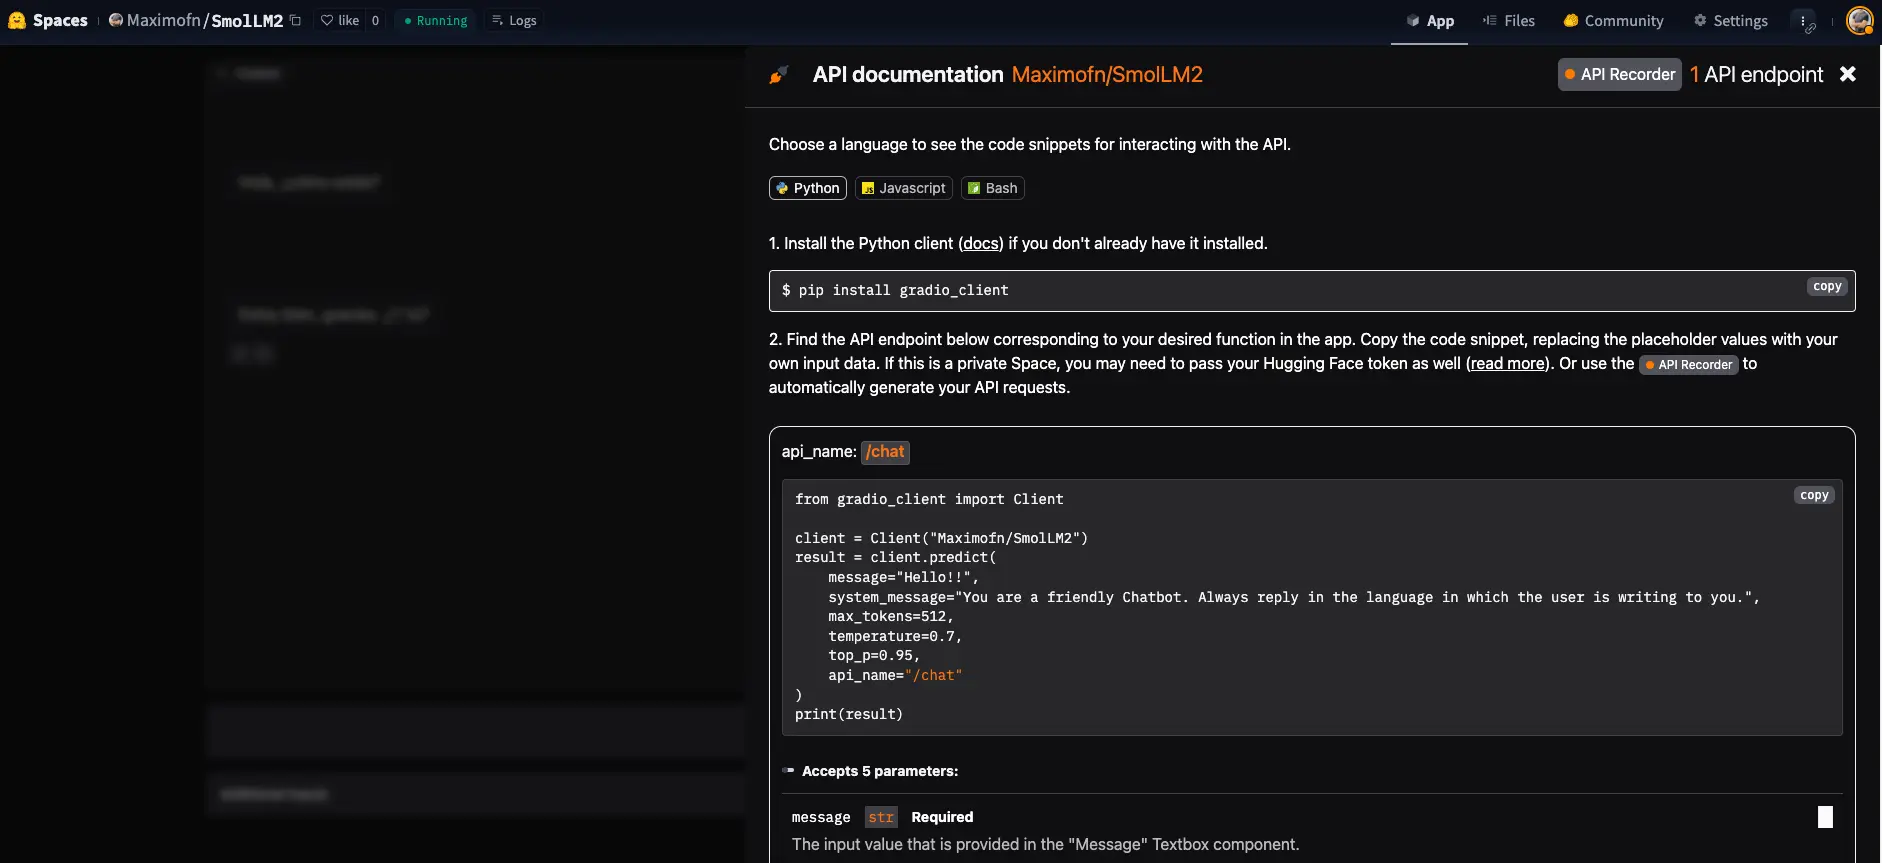 Spaces Maximofn/SmolLM2 like 0 Running Logs App Files Community Settings
API documentation Maximofn/SmolLM2 API Recorder 1 API endpoint
Choose a language to see the code snippets for interacting with the API.
Python Javascript Bash
1. Install the Python client (docs) if you don't already have it installed.
$ pip install gradio_client copy
2. Find the API endpoint below corresponding to your desired function in the app. Copy the code snippet, replacing the placeholder values with your
own input data. If this is a private Space, you may need to pass your Hugging Face token as well (read more). Or use the API Recorder to
automatically generate your API requests.
api_name: /chat
from gradio_client import Client copy
client = Client("Maximofn/SmolLM2")
result = client.predict(
message="Hello!!",
system_message="You are a friendly Chatbot. Always reply in the language in which the user is writing to you.",
max_tokens=512,
temperature=0.7,
top_p=0.95,
api_name="/chat"
)
print(result)
Accepts 5 parameters:
message str Required
The input value that is provided in the "Message" Textbox component.